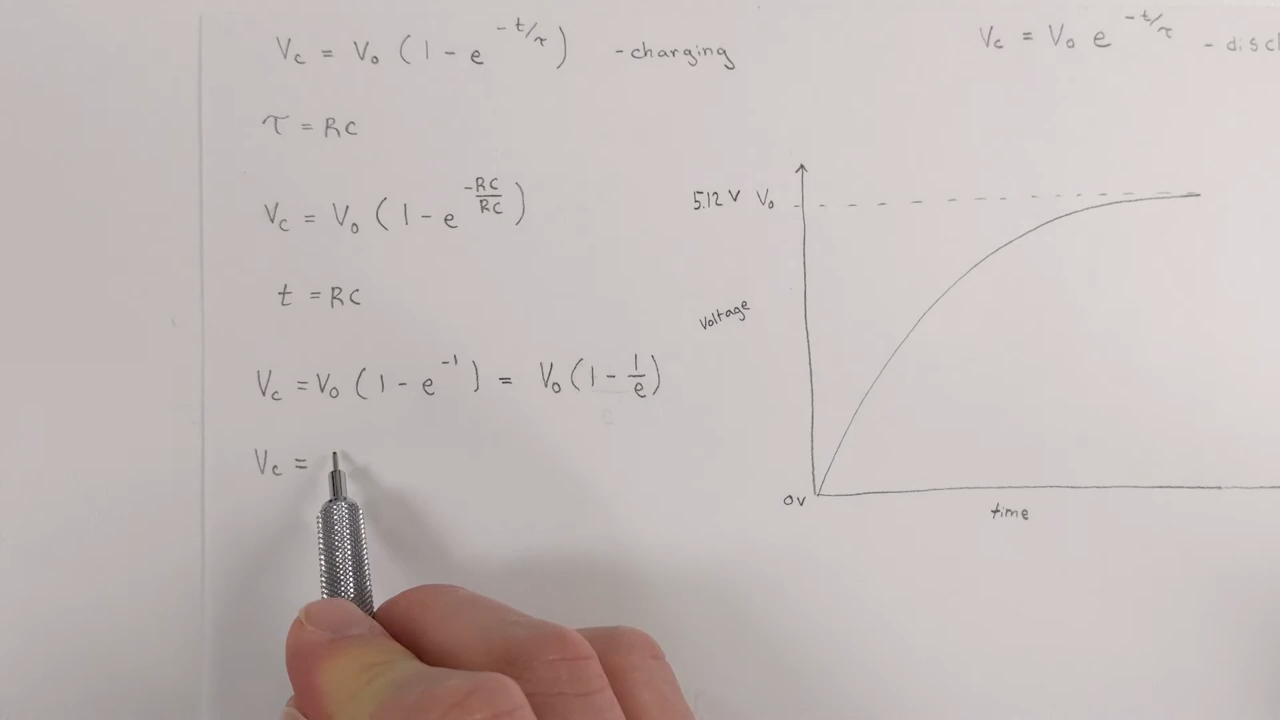 Vc = V₀ (1 - e^(-t/τ)) - charging
Vc = V₀ e^(-t/τ) -
τ = RC
Vc = V₀ (1 - e^(-RC/RC))
t = RC
Vc = V₀ (1 - e^(-1)) = V₀ (1 - 1/e)
Vc =
5.12 V V₀
Voltage
0v
time